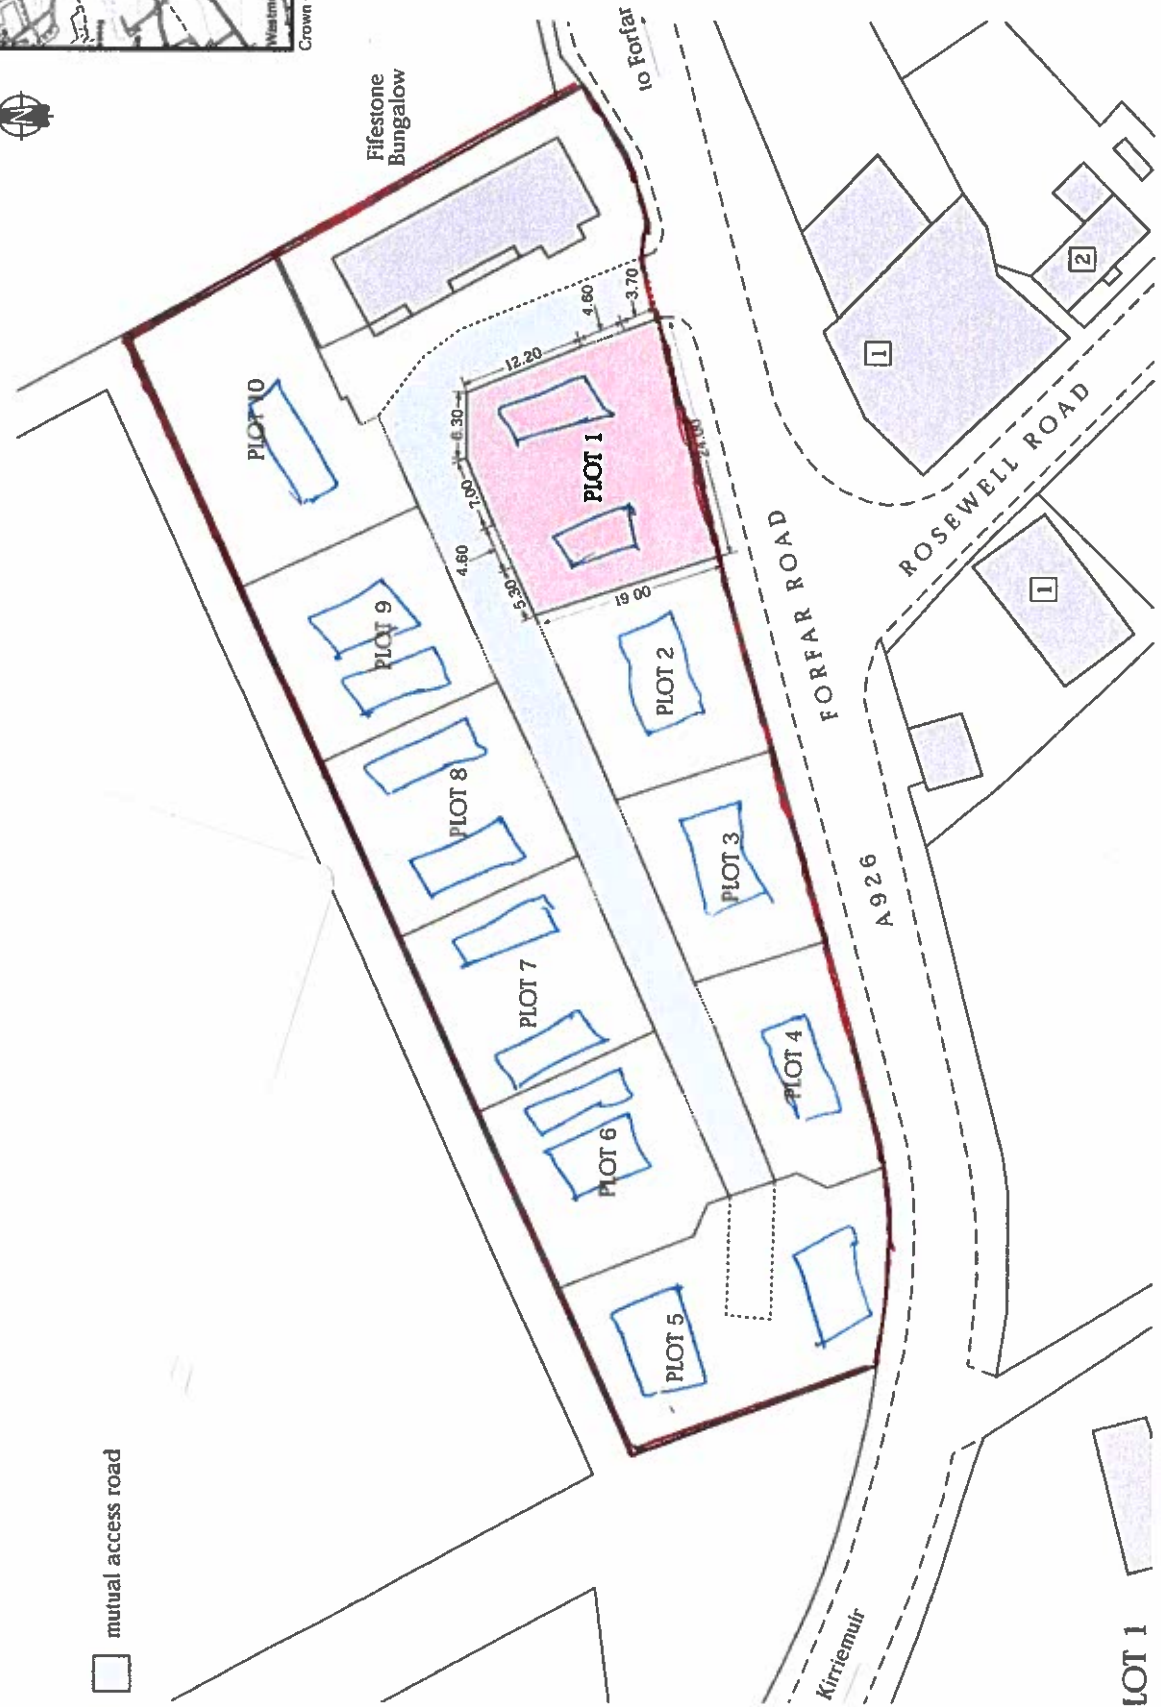 Westm
Crown
N
Fifestone
Bungalow
to Forfar
PLOT 10
12.20
4.60
3.70
6.30
7.00
4.60
5.30
PLOT 1
19 00
PLOT 9
PLOT 2
PLOT 8
PLOT 3
PLOT 7
PLOT 4
PLOT 6
PLOT 5
FORFAR ROAD
A926
ROSEWELL ROAD
1
2
1
Kirriemuir
mutual access road
LOT 1